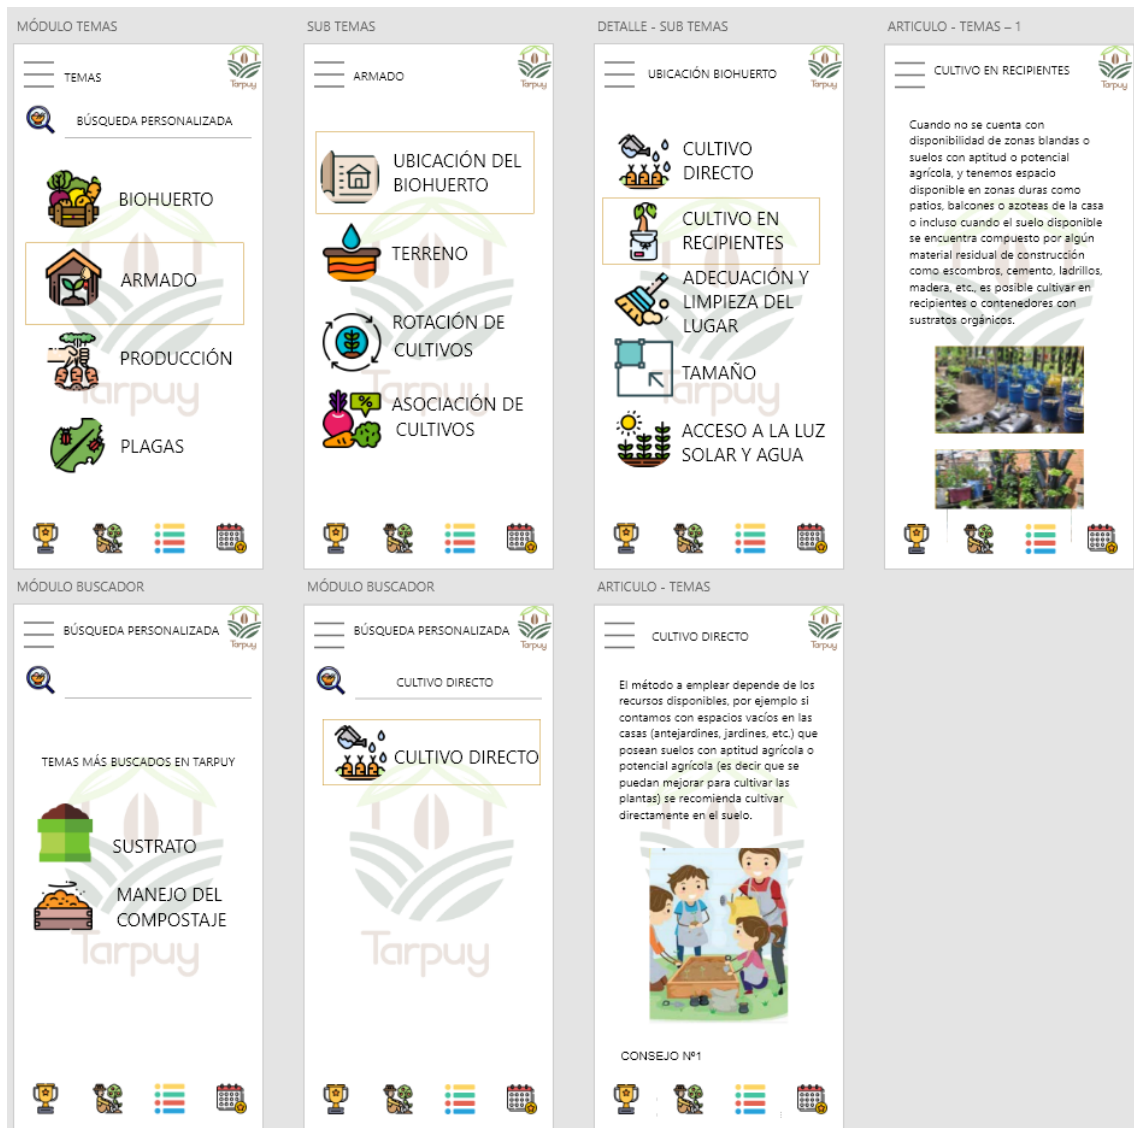 MÓDULO TEMAS
TEMAS
Tarpuy
BÚSQUEDA PERSONALIZADA
BIOHUERTO
ARMADO
PRODUCCIÓN
PLAGAS
Tarpuy
SUB TEMAS
ARMADO
Tarpuy
UBICACIÓN DEL
BIOHUERTO
TERRENO
ROTACIÓN DE
CULTIVOS
ASOCIACIÓN DE
CULTIVOS
%
Tarpuy
DETALLE - SUB TEMAS
UBICACIÓN BIOHUERTO
Tarpuy
CULTIVO
DIRECTO
CULTIVO EN
RECIPIENTES
ADECUACIÓN Y
LIMPIEZA DEL
LUGAR
TAMAÑO
ACCESO A LA LUZ
SOLAR Y AGUA
Tarpuy
ARTICULO - TEMAS – 1
CULTIVO EN RECIPIENTES
Tarpuy
Cuando no se cuenta con
disponibilidad de zonas blandas o
suelos con aptitud o potencial
agrícola, y tenemos espacio
disponible en zonas duras como
patios, balcones o azoteas de la casa
o incluso cuando el suelo disponible
se encuentra compuesto por algún
material residual de construcción
como escombros, cemento, ladrillos,
madera, etc., es posible cultivar en
recipientes o contenedores con
sustratos orgánicos.
MÓDULO BUSCADOR
BÚSQUEDA PERSONALIZADA
Tarpuy
TEMAS MÁS BUSCADOS EN TARPUY
SUSTRATO
MANEJO DEL
COMPOSTAJE
Tarpuy
MÓDULO BUSCADOR
BÚSQUEDA PERSONALIZADA
Tarpuy
CULTIVO DIRECTO
CULTIVO DIRECTO
Tarpuy
ARTICULO - TEMAS
CULTIVO DIRECTO
Tarpuy
El método a emplear depende de los
recursos disponibles, por ejemplo si
contamos con espacios vacíos en las
casas (antejardines, jardines, etc.) que
posean suelos con aptitud agrícola o
potencial agrícola (es decir que se
puedan mejorar para cultivar las
plantas) se recomienda cultivar
directamente en el suelo.
CONSEJO Nº1